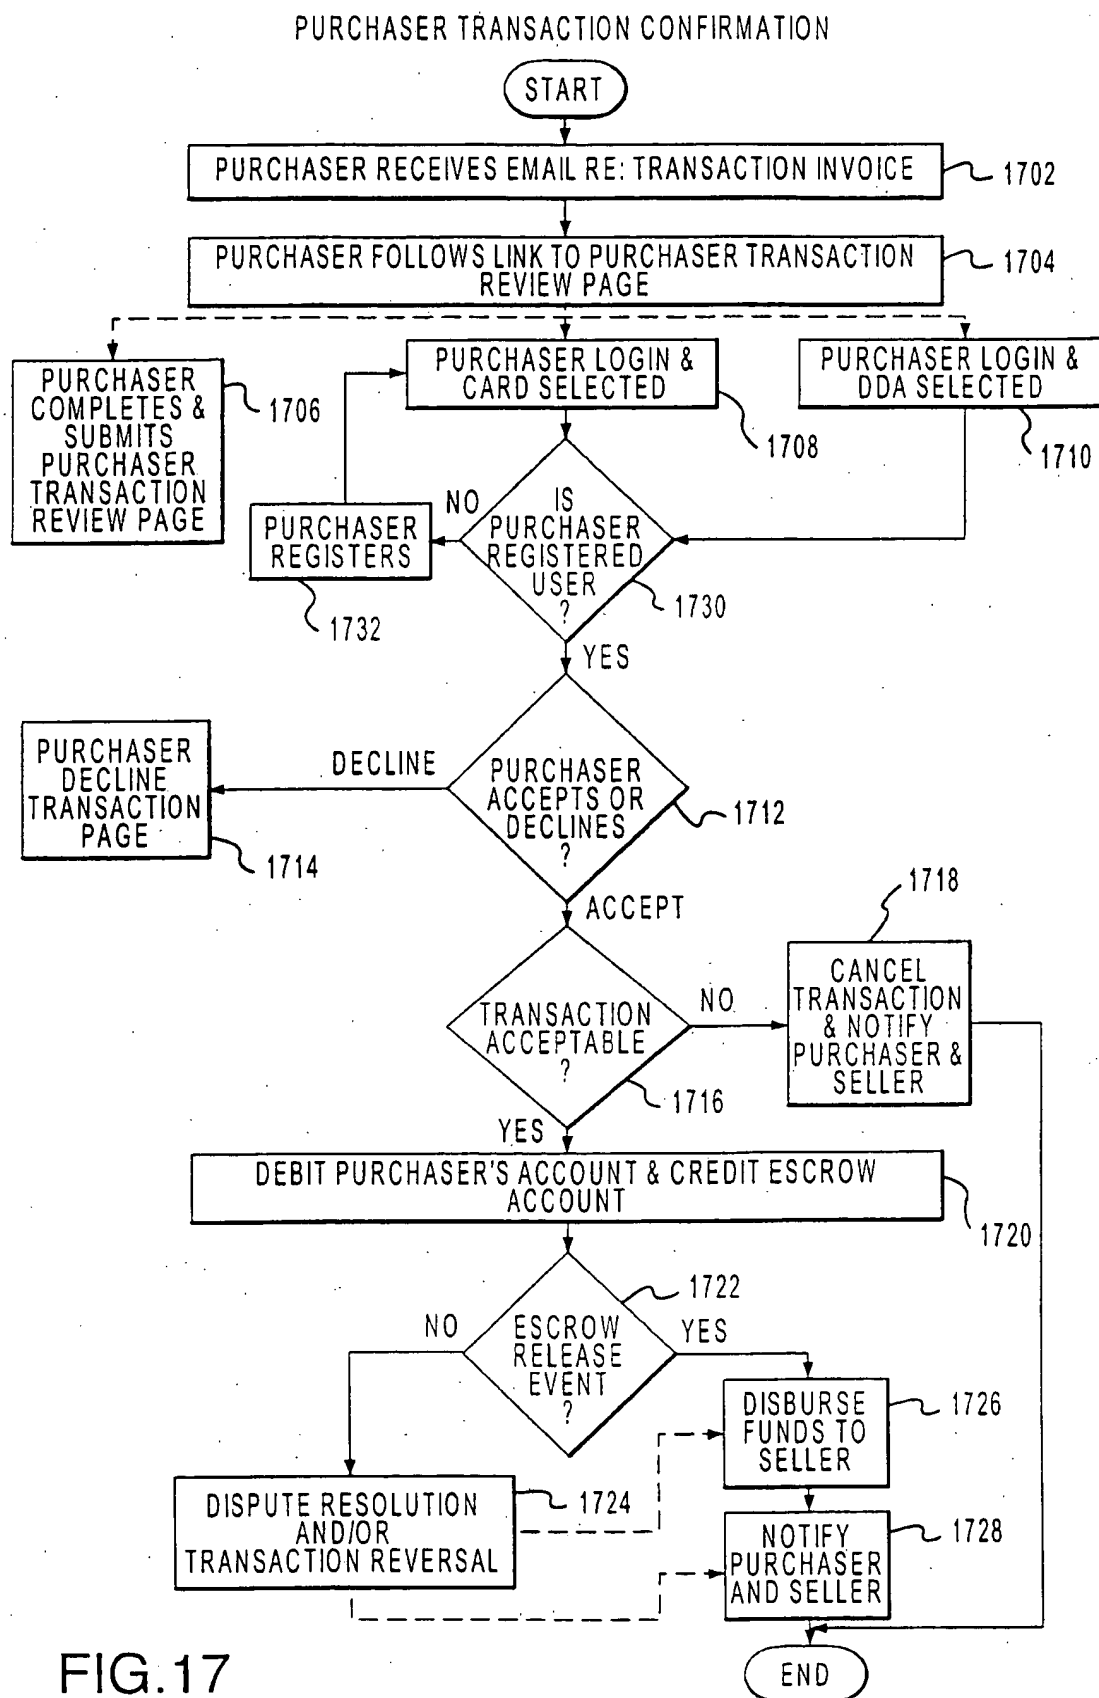 PURCHASER TRANSACTION CONFIRMATION
START
PURCHASER RECEIVES EMAIL RE: TRANSACTION INVOICE
1702
PURCHASER FOLLOWS LINK TO PURCHASER TRANSACTION
REVIEW PAGE
1704
PURCHASER
COMPLETES &
SUBMITS
PURCHASER
TRANSACTION
REVIEW PAGE
1706
PURCHASER LOGIN &
CARD SELECTED
1708
PURCHASER LOGIN &
DDA SELECTED
1710
IS
PURCHASER
REGISTERED
USER
?
1730
NO
PURCHASER
REGISTERS
1732
YES
PURCHASER
ACCEPTS OR
DECLINES
?
1712
DECLINE
PURCHASER
DECLINE
TRANSACTION
PAGE
1714
ACCEPT
TRANSACTION
ACCEPTABLE
?
1716
NO
1718
CANCEL
TRANSACTION
& NOTIFY
PURCHASER &
SELLER
YES
DEBIT PURCHASER'S ACCOUNT & CREDIT ESCROW
ACCOUNT
1720
ESCROW
RELEASE
EVENT
?
1722
NO
YES
DISBURSE
FUNDS TO
SELLER
1726
DISPUTE RESOLUTION
AND/OR
TRANSACTION REVERSAL
1724
NOTIFY
PURCHASER
AND SELLER
1728
END
FIG.17